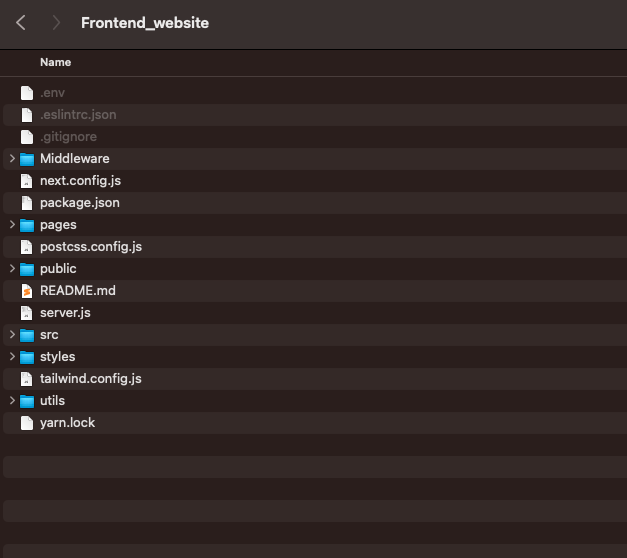 Frontend_website
Name
.env
.eslintrc.json
.gitignore
Middleware
next.config.js
package.json
pages
postcss.config.js
public
README.md
server.js
src
styles
tailwind.config.js
utils
yarn.lock